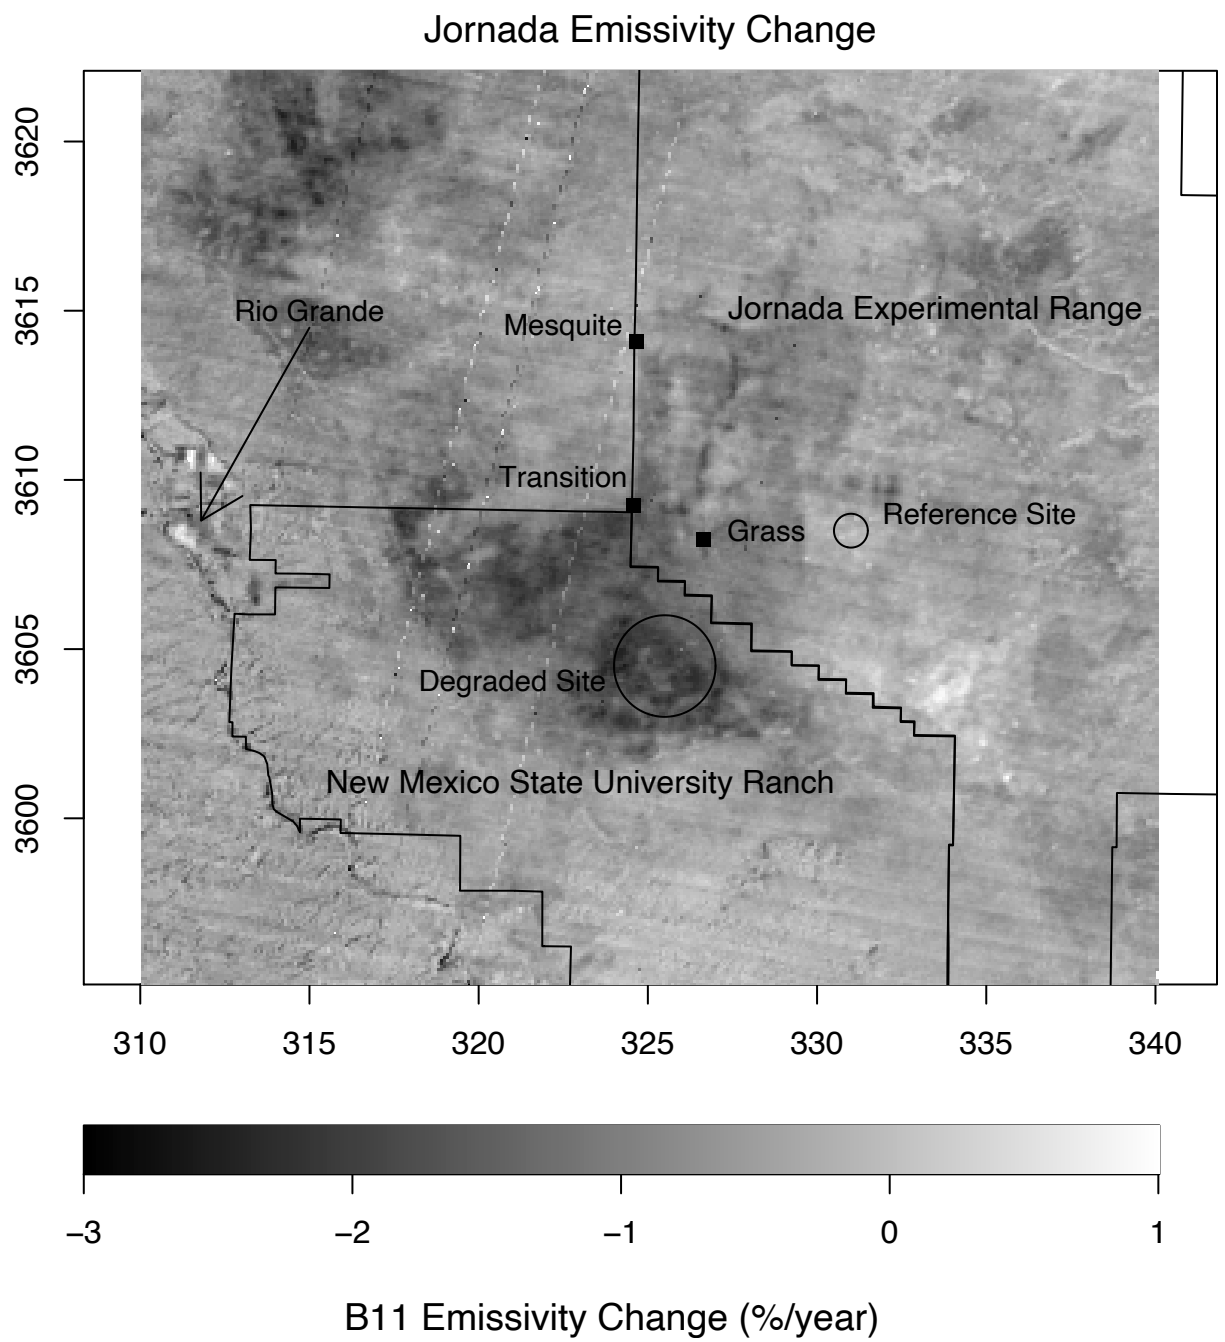 Jornada Emissivity Change
3620
3615
3610
3605
3600
Rio Grande
Jornada Experimental Range
Mesquite
Transition
Reference Site
Grass
Degraded Site
New Mexico State University Ranch
310 315 320 325 330 335 340
−3 −2 −1 0 1
B11 Emissivity Change (%/year)